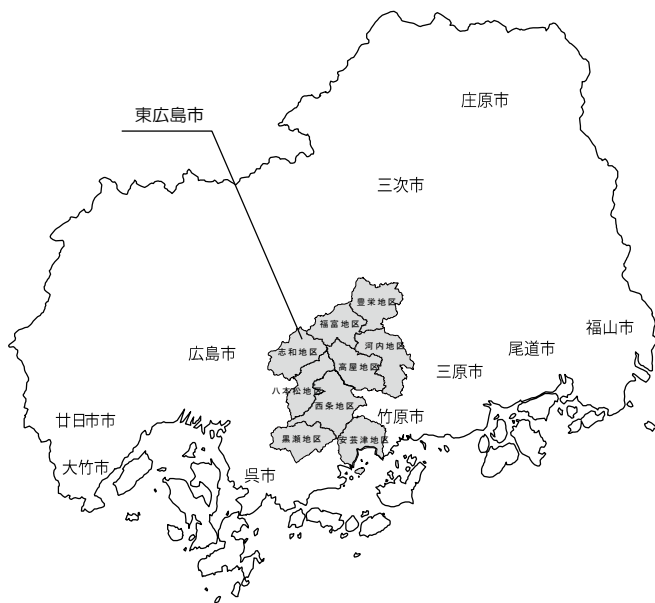 庄原市
東広島市
三次市
豊栄地区
福富地区
福山市
河内地区
尾道市
志和地区
広島市
高屋地区
三原市
八本松地区
西条地区
竹原市
廿日市市
黒瀬地区
安芸津地区
大竹市
呉市